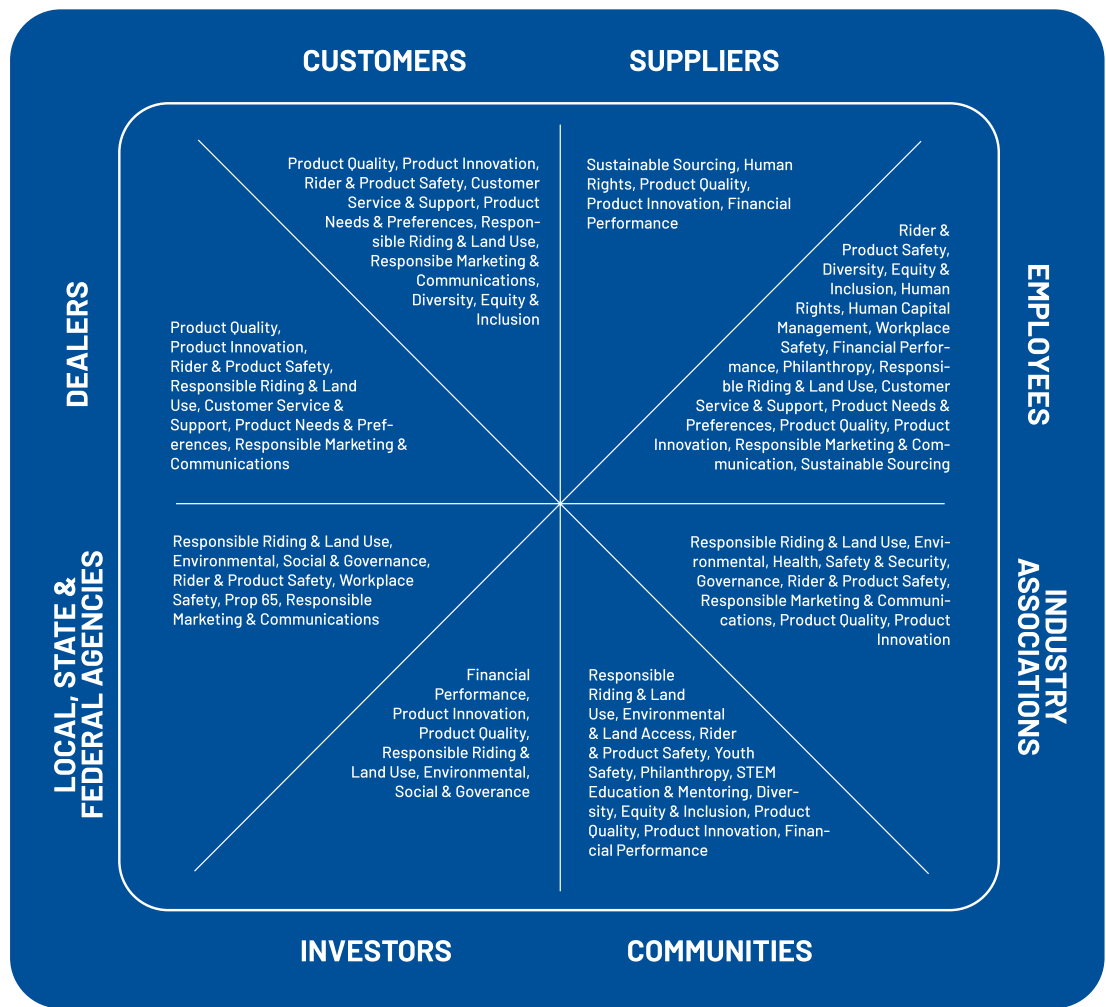 CUSTOMERS
SUPPLIERS
Product Quality, Product Innovation,
Rider & Product Safety, Customer
Service & Support, Product
Needs & Preferences, Respon-
sible Riding & Land Use,
Responsibe Marketing &
Communications,
Diversity, Equity &
Inclusion
Sustainable Sourcing, Human
Rights, Product Quality,
Product Innovation, Financial
Performance
DEALERS
Product Quality,
Product Innovation,
Rider & Product Safety,
Responsible Riding & Land
Use, Customer Service &
Support, Product Needs & Pref-
erences, Responsible Marketing &
Communications
Rider &
Product Safety,
Diversity, Equity &
Inclusion, Human
Rights, Human Capital
Management, Workplace
Safety, Financial Perfor-
mance, Philanthropy, Responsi-
ble Riding & Land Use, Customer
Service & Support, Product Needs &
Preferences, Product Quality, Product
Innovation, Responsible Marketing & Com-
munication, Sustainable Sourcing
EMPLOYEES
LOCAL, STATE &
FEDERAL AGENCIES
Responsible Riding & Land Use,
Environmental, Social & Governance,
Rider & Product Safety, Workplace
Safety, Prop 65, Responsible
Marketing & Communications
Responsible Riding & Land Use, Envi-
ronmental, Health, Safety & Security,
Governance, Rider & Product Safety,
Responsible Marketing & Communi-
cations, Product Quality, Product
Innovation
INDUSTRY
ASSOCIATIONS
Financial
Performance,
Product Innovation,
Product Quality,
Responsible Riding &
Land Use, Environmental,
Social & Goverance
Responsible
Riding & Land
Use, Environmental
& Land Access, Rider
& Product Safety, Youth
Safety, Philanthropy, STEM
Education & Mentoring, Diver-
sity, Equity & Inclusion, Product
Quality, Product Innovation, Finan-
cial Performance
INVESTORS
COMMUNITIES